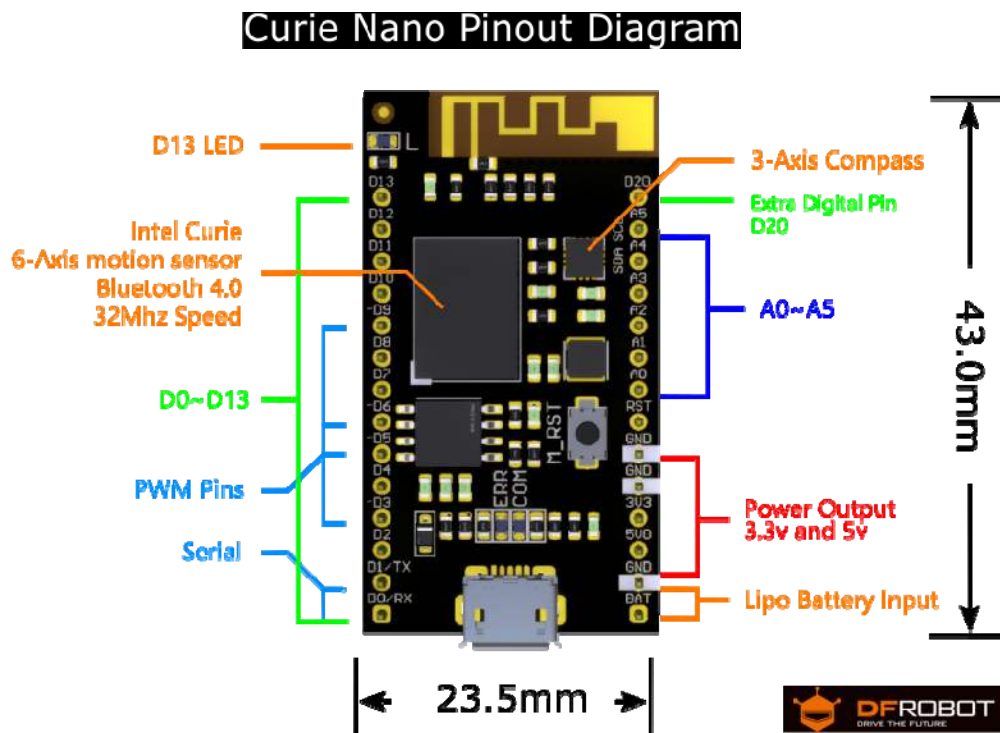 Curie Nano Pinout Diagram
D13 LED
Intel Curie
6-Axis motion sensor
Bluetooth 4.0
32Mhz Speed
D0~D13
PWM Pins
Serial
L
D13
D12
D11
D10
~D9
D8
D7
~D6
~D5
D4
~D3
D2
D1/TX
D0/RX
ERR
COM
M_RST
D20
A5
SCL
A4
SDA
A3
A2
A1
A0
RST
GND
GND
3V3
5V0
GND
BAT
3-Axis Compass
Extra Digital Pin
D20
A0~A5
Power Output
3.3v and 5v
Lipo Battery Input
43.0mm
23.5mm
DFROBOT
DRIVE THE FUTURE